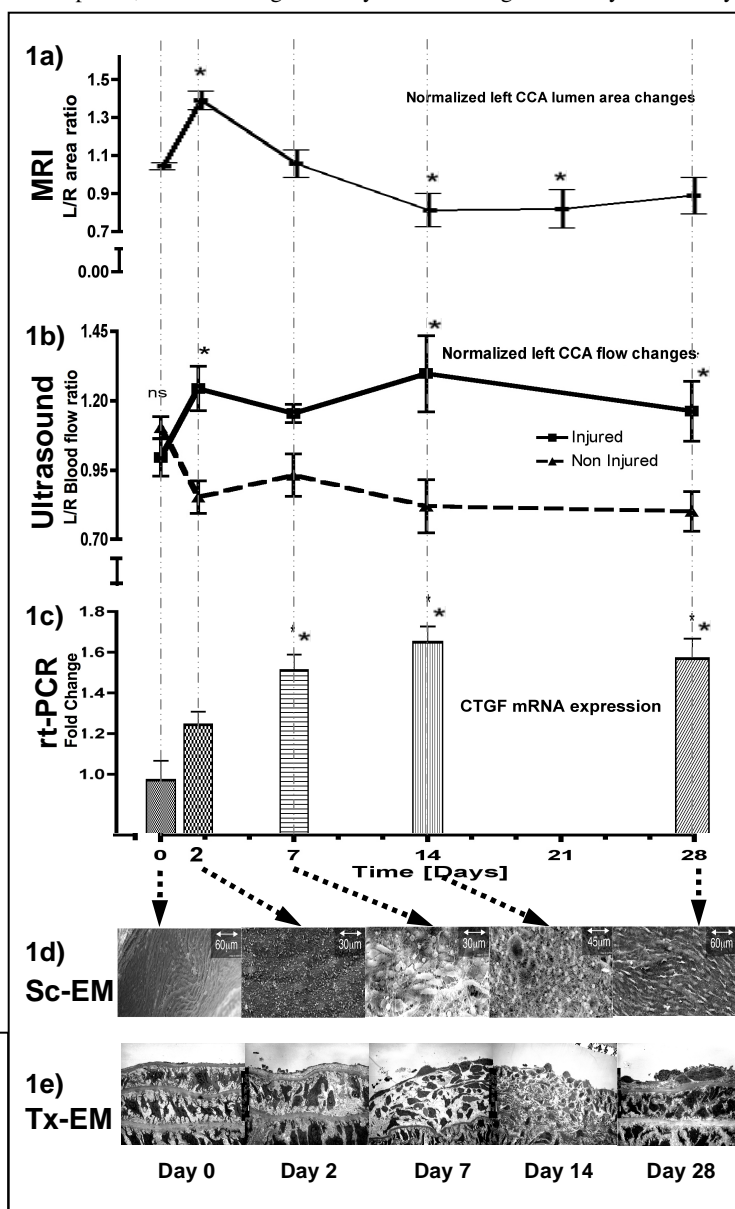 1a)
MRI
L/R area ratio
1.5
1.3
1.1
0.9
0.7
0.00
*
*
*
Normalized left CCA lumen area changes
1b)
Ultrasound
L/R Blood flow ratio
1.45
1.20
0.95
0.70
ns
*
*
*
Normalized left CCA flow changes
Injured
Non Injured
1c)
rt-PCR
Fold Change
1.8
1.6
1.4
1.2
1.0
*
*
*
*
*
*
CTGF mRNA expression
0 2 7 14 21 28
Time [Days]
1d)
Sc-EM
60µm
30µm
30µm
45µm
60µm
1e)
Tx-EM
Day 0 Day 2 Day 7 Day 14 Day 28